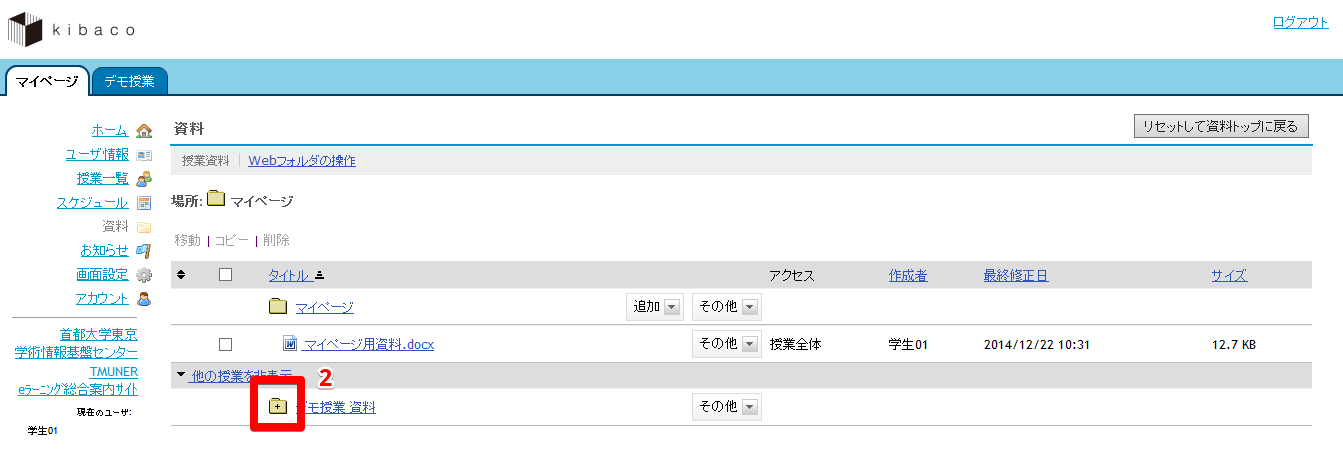 kibaco
ログアウト
マイページ
デモ授業
ホーム
ユーザ情報
授業一覧
スケジュール
資料
お知らせ
画面設定
アカウント
首都大学東京
学術情報基盤センター
TMUNER
eラーニング総合案内サイト
現在のユーザ:
学生01
資料
リセットして資料トップに戻る
授業資料 | Webフォルダの操作
場所: マイページ
移動 | コピー | 削除
タイトル アクセス 作成者 最終修正日 サイズ
マイページ 追加 その他
マイページ用資料.docx その他 授業全体 学生01 2014/12/22 10:31 12.7 KB
他の授業を非表示
2
デモ授業 資料 その他